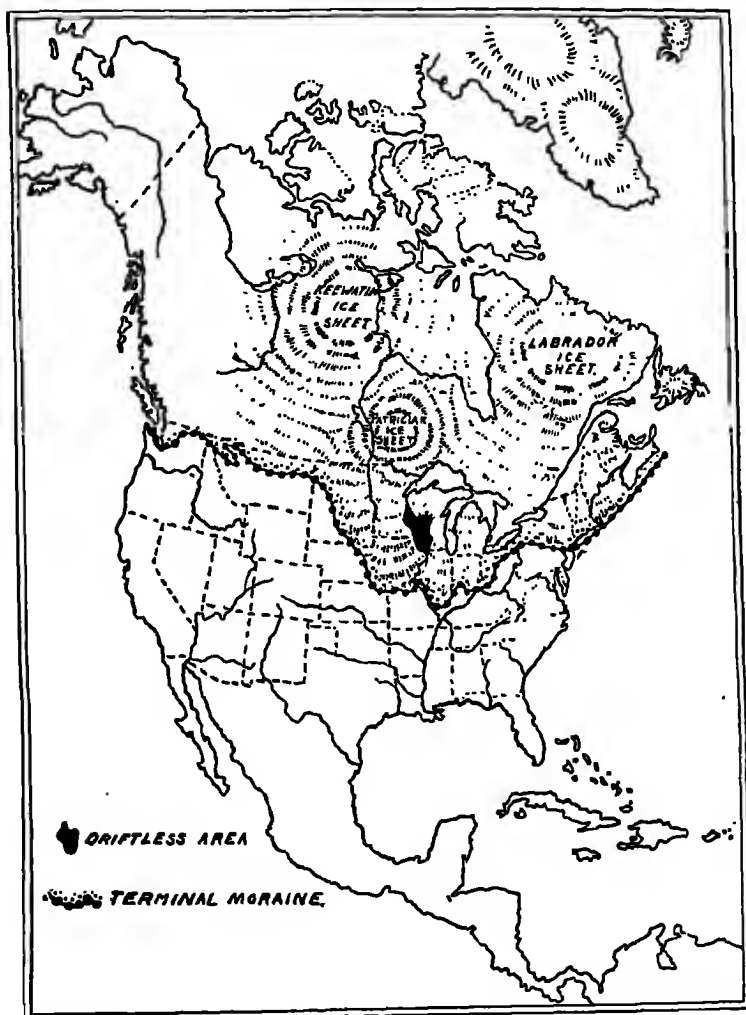 KEEWATIN
ICE
SHEET
LABRADOR
ICE
SHEET.
PATRICIAN
ICE
SHEET
DRIFTLESS AREA
TERMINAL MORAINE.